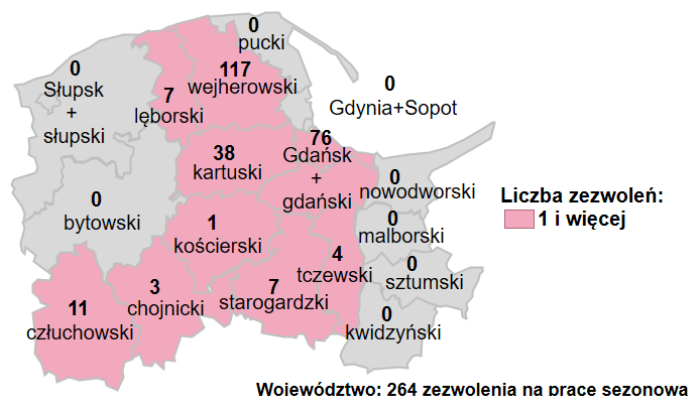 0
pucki
0
Słupsk
+
słupski
117
wejherowski
7
lęborski
0
Gdynia+Sopot
76
Gdańsk
+
gdański
38
kartuski
0
nowodworski
0
bytowski
Liczba zezwoleń:
1 i więcej
1
kościerski
0
malborski
4
tczewski
0
sztumski
3
chojnicki
7
starogardzki
11
człuchowski
0
kwidzyński
Województwo: 264 zezwolenia na pracę sezonową